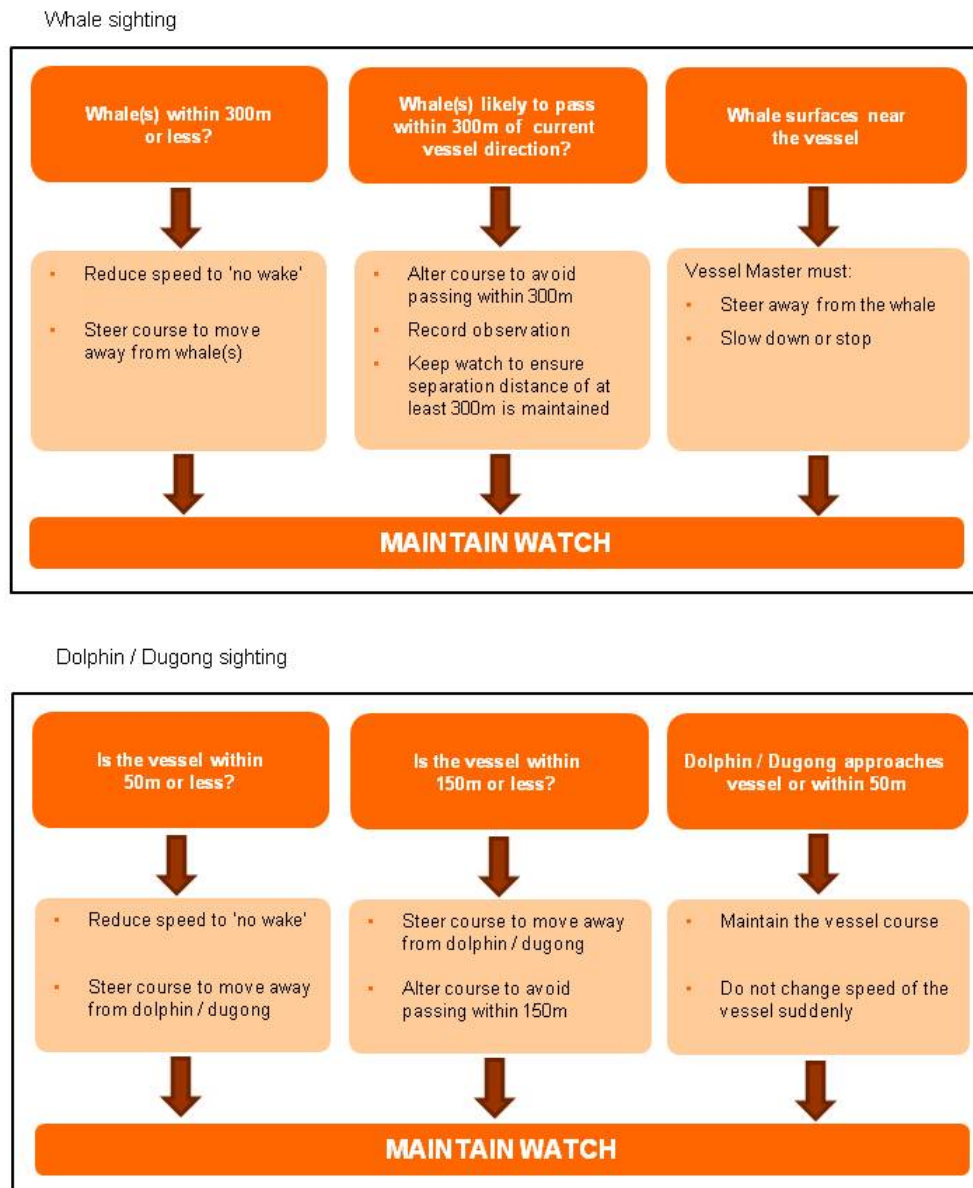 Whale sighting
Whale(s) within 300m
or less?
Whale(s) likely to pass
within 300m of current
vessel direction?
Whale surfaces near
the vessel
▪ Reduce speed to 'no wake'
▪ Steer course to move
away from whale(s)
▪ Alter course to avoid
passing within 300m
▪ Record observation
▪ Keep watch to ensure
separation distance of at
least 300m is maintained
Vessel Master must:
▪ Steer away from the whale
▪ Slow down or stop
MAINTAIN WATCH
Dolphin / Dugong sighting
Is the vessel within
50m or less?
Is the vessel within
150m or less?
Dolphin / Dugong approaches
vessel or within 50m
▪ Reduce speed to 'no wake'
▪ Steer course to move away
from dolphin / dugong
▪ Steer course to move away
from dolphin / dugong
▪ Alter course to avoid
passing within 150m
▪ Maintain the vessel course
▪ Do not change speed of the
vessel suddenly
MAINTAIN WATCH